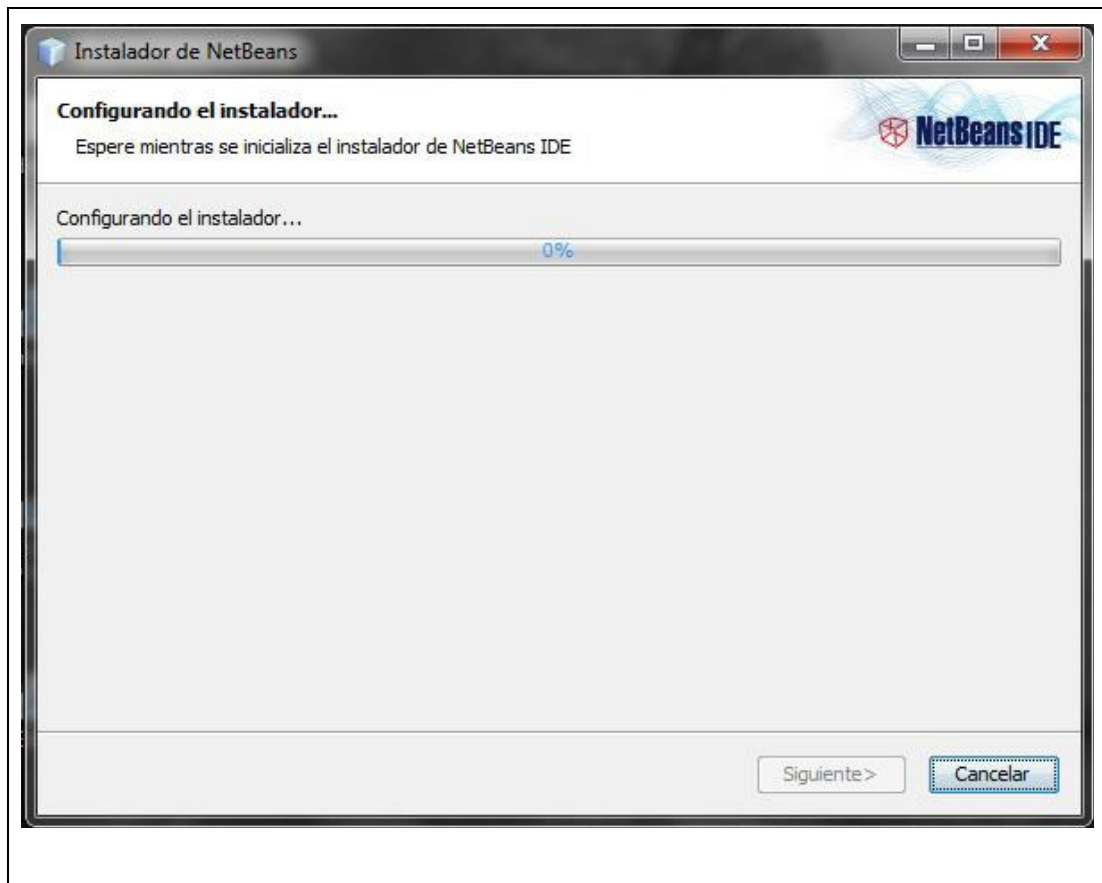 Instalador de NetBeans
Configurando el instalador...
Espere mientras se inicializa el instalador de NetBeans IDE
NetBeans IDE
Configurando el instalador...
0%
Siguiente>
Cancelar